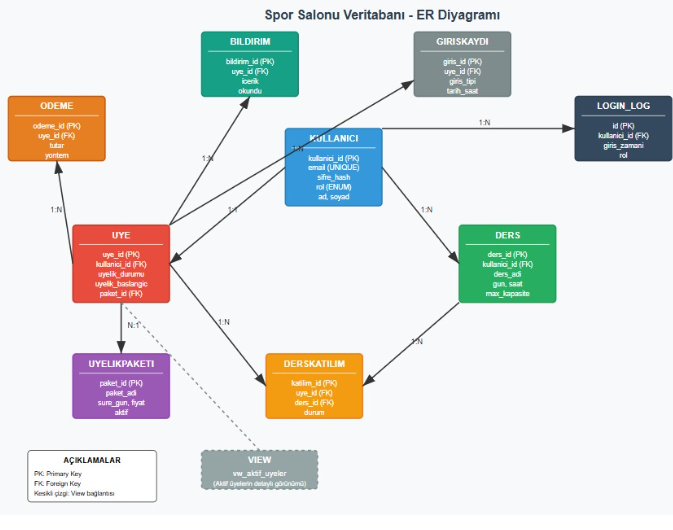 Spor Salonu Veritabanı - ER Diyagramı
BILDIRIM
bildirim_id (PK)
uye_id (FK)
icerik
okundu
GIRISKAYDI
giris_id (PK)
uye_id (FK)
giris_tipi
tarih_saat
ODEME
odeme_id (PK)
uye_id (FK)
tutar
yontem
LOGIN_LOG
id (PK)
kullanici_id (FK)
giris_zamani
rol
KULLANICI
kullanici_id (PK)
email (UNIQUE)
sifre_hash
rol (ENUM)
ad, soyad
1:N
1:N
1:N
1:N
1:1
1:N
UYE
uye_id (PK)
kullanici_id (FK)
uyelik_durumu
uyelik_baslangic
paket_id (FK)
DERS
ders_id (PK)
kullanici_id (FK)
ders_adi
gun, saat
max_kapasite
N:1
1:N
1:N
UYELIKPAKETI
paket_id (PK)
paket_adi
sure_gun, fiyat
aktif
DERSKATILIM
katilim_id (PK)
uye_id (FK)
ders_id (FK)
durum
VIEW
vw_aktif_uyeler
(Aktif üyelerin detaylı görünümü)
AÇIKLAMALAR
PK: Primary Key
FK: Foreign Key
Kesikli çizgi: View bağlantısı